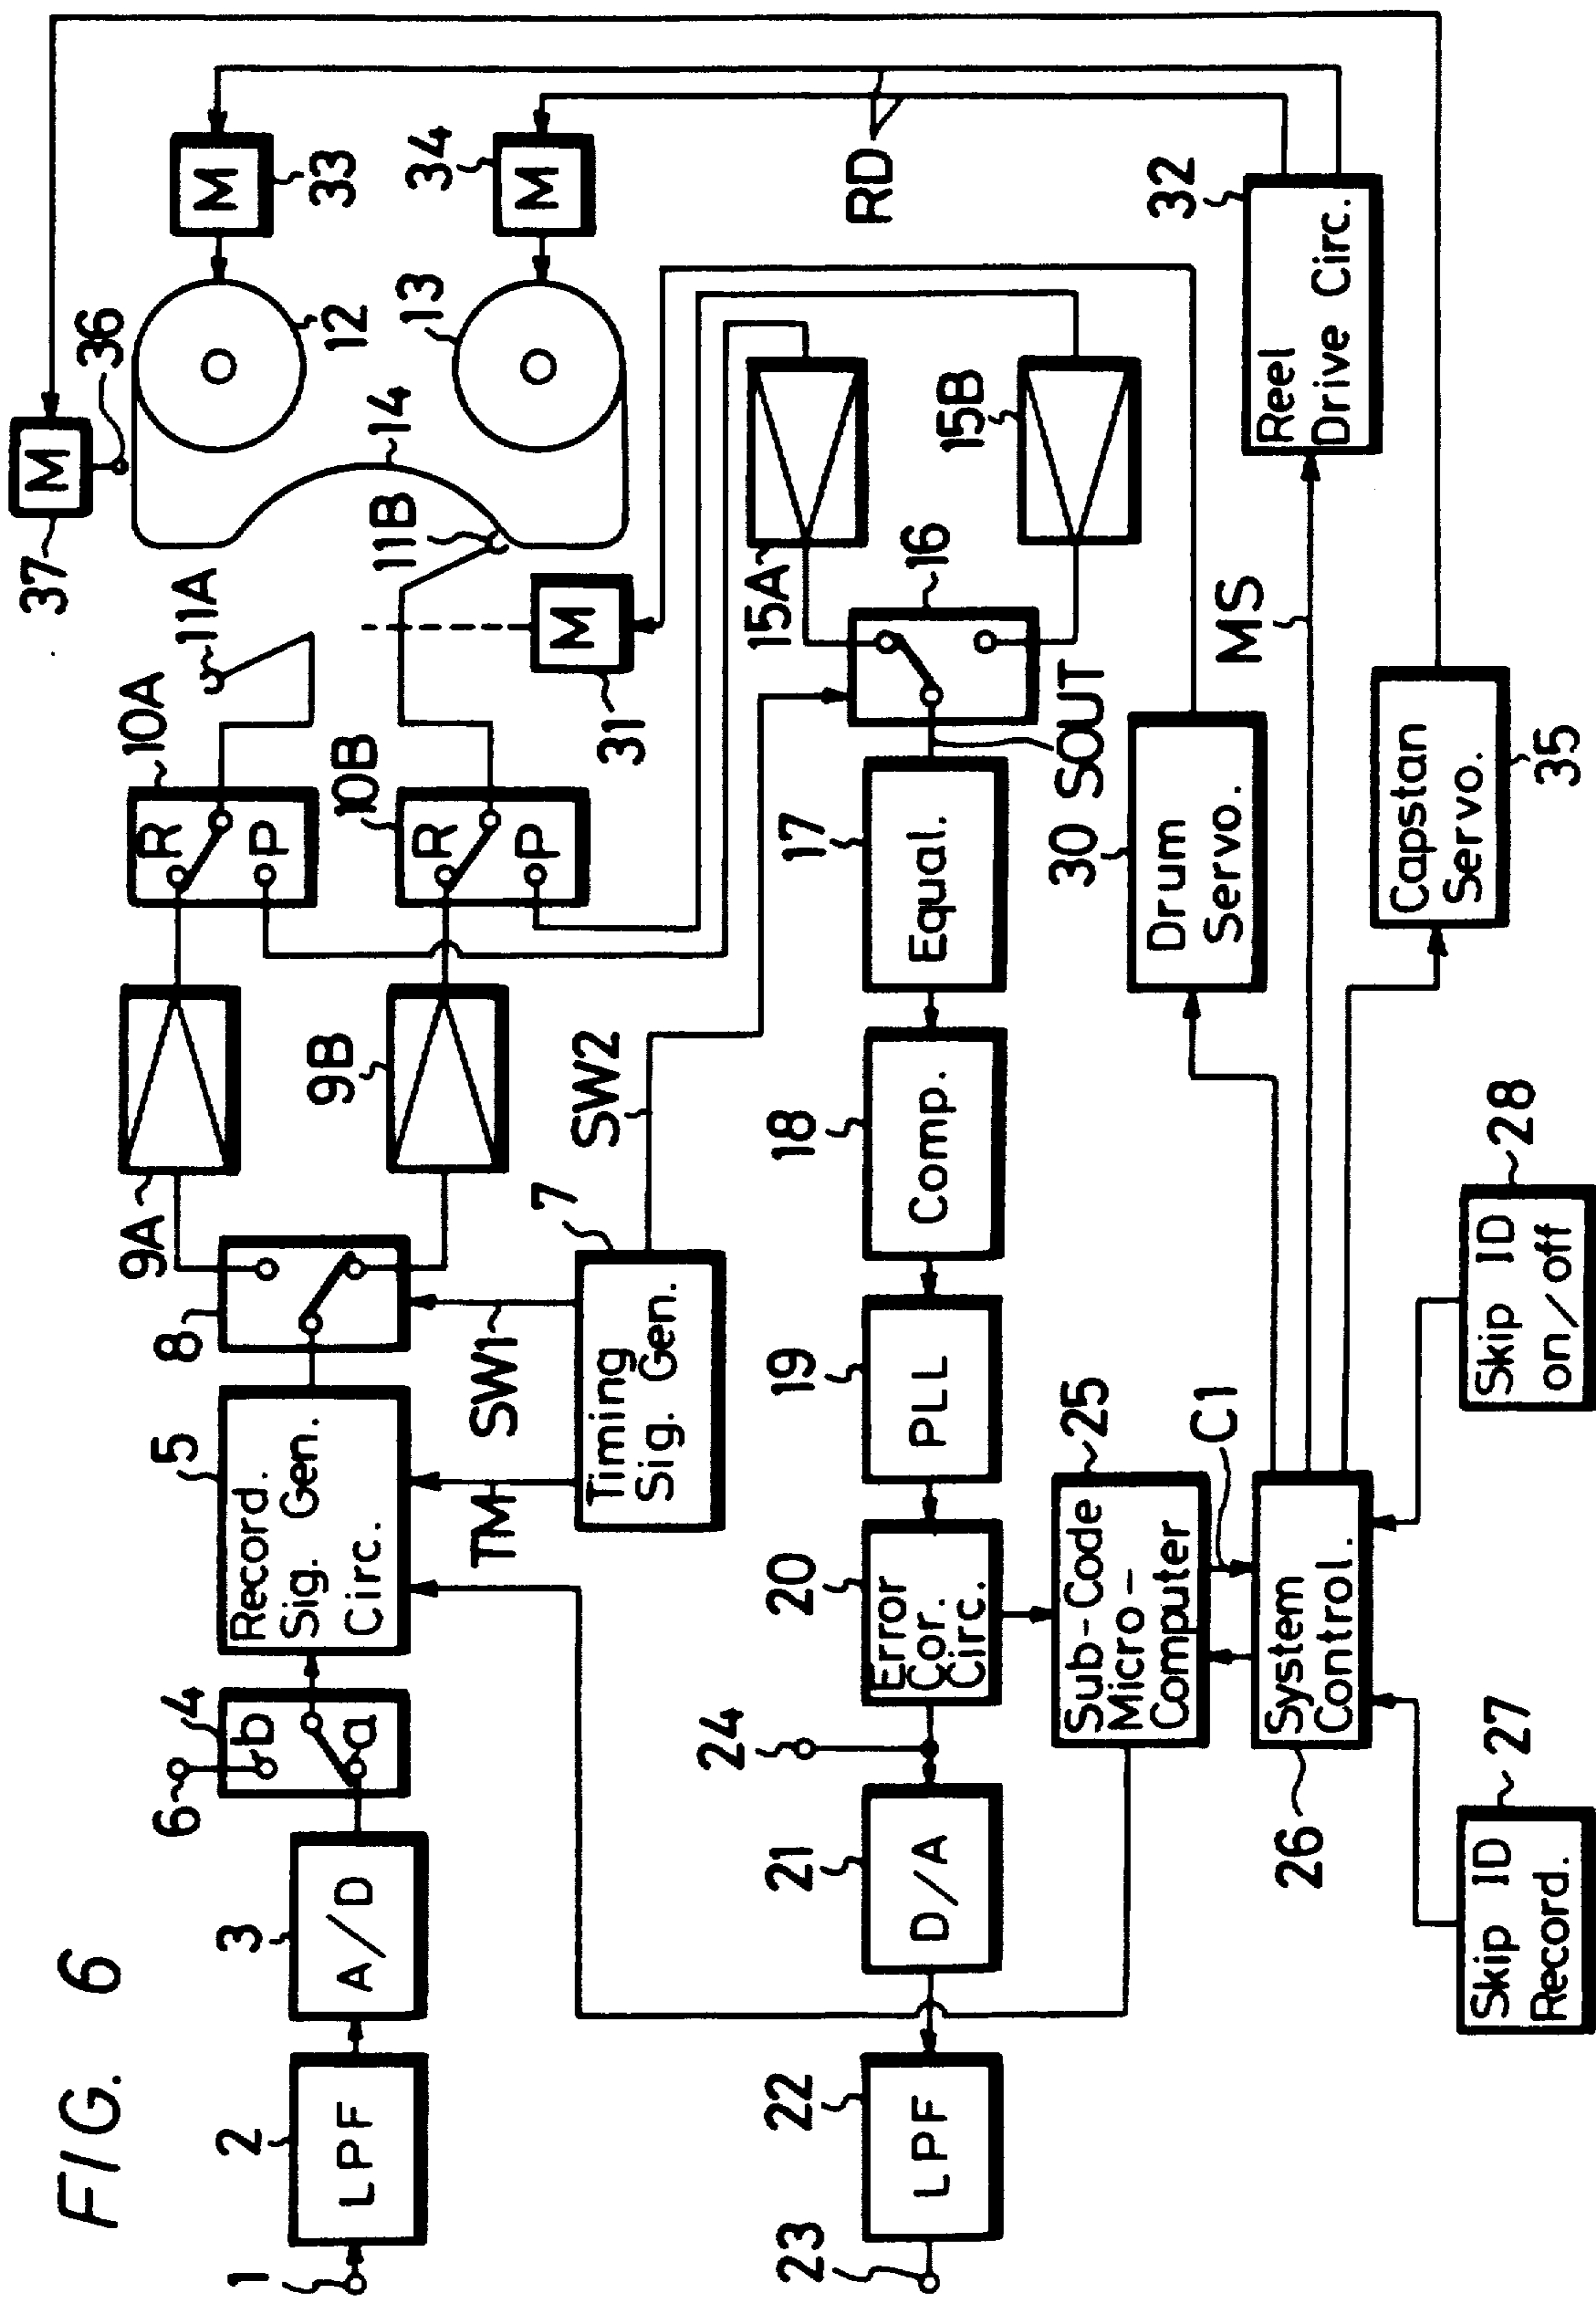 FIG. 6
1
2
LPF
3
A/D
6
4
b
a
5
Record.
Sig. Gen.
Circ.
8
9A
9B
10A
R
P
10B
R
P
11A
11B
37
M
36
14
12
13
33
M
34
M
31
M
7
Timing
Sig. Gen.
TM
SW1
SW2
23
22
LPF
21
D/A
24
20
Error
Cor.
Circ.
19
PLL
18
Comp.
17
Equal.
SOUT
16
15A
15B
RD
25
Sub-Code
Micro-
Computer
C1
26
System
Control.
27
Skip ID
Record.
28
Skip ID
on/off
30
Drum
Servo.
MS
32
Reel
Drive Circ.
35
Capstan
Servo.